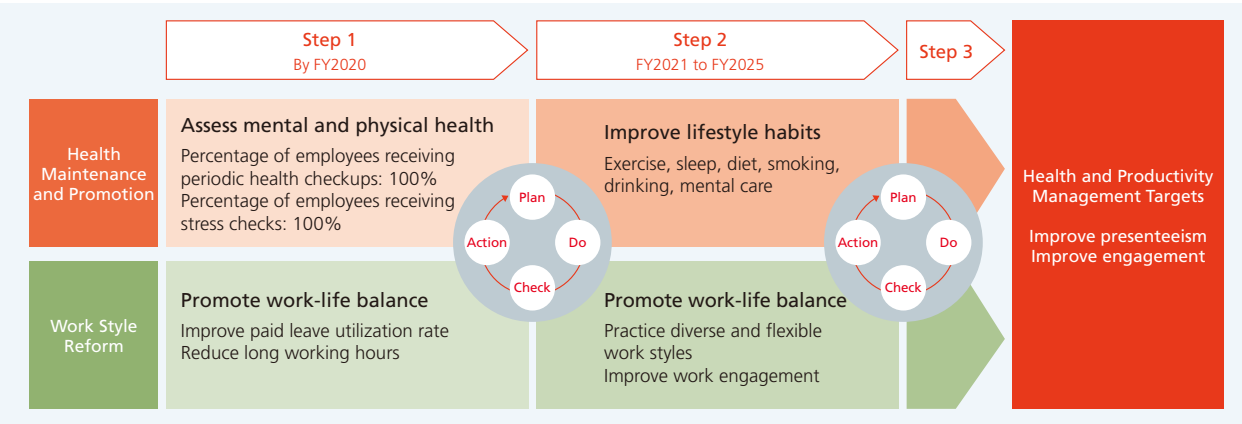 Step 1
By FY2020
Step 2
FY2021 to FY2025
Step 3
Health
Maintenance
and Promotion
Assess mental and physical health
Percentage of employees receiving
periodic health checkups: 100%
Percentage of employees receiving
stress checks: 100%
Improve lifestyle habits
Exercise, sleep, diet, smoking,
drinking, mental care
Plan
Do
Check
Action
Plan
Do
Check
Action
Work Style
Reform
Promote work-life balance
Improve paid leave utilization rate
Reduce long working hours
Promote work-life balance
Practice diverse and flexible
work styles
Improve work engagement
Health and Productivity
Management Targets
Improve presenteeism
Improve engagement